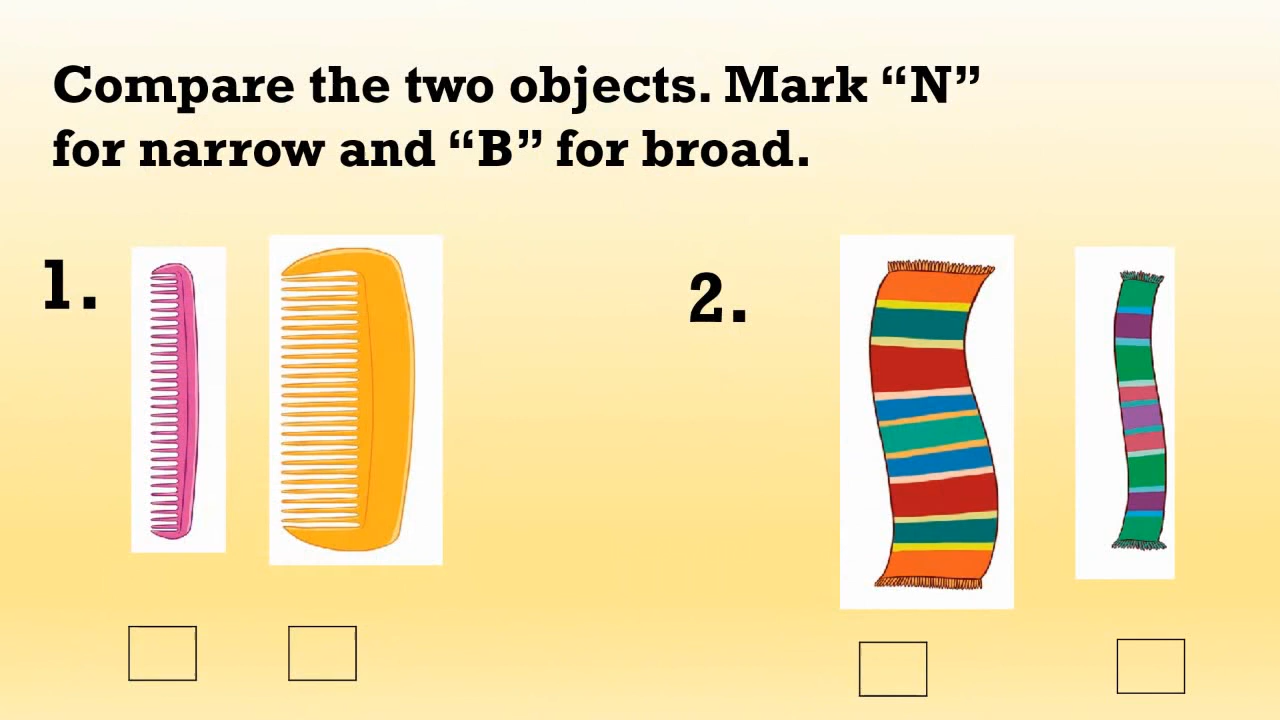 Compare the two objects. Mark “N”
for narrow and “B” for broad.
1.
2.